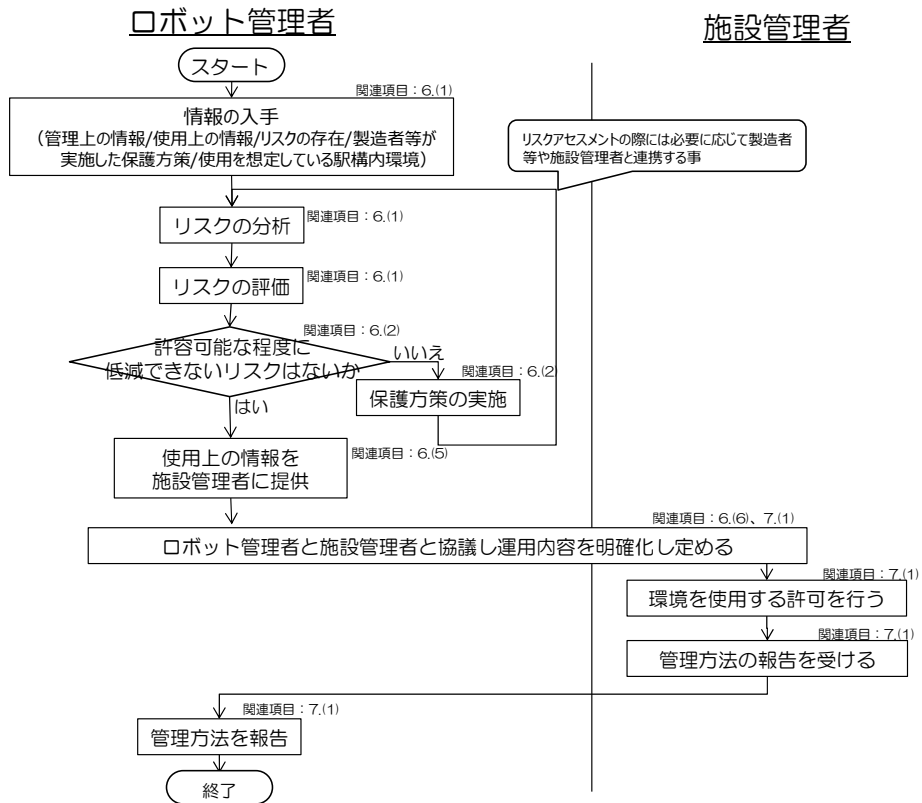 ロボット管理者
施設管理者
スタート
関連項目：6.(1)
情報の入手
（管理上の情報/使用上の情報/リスクの存在/製造者等が
実施した保護方策/使用を想定している駅構内環境）
リスクアセスメントの際には必要に応じて製造者
等や施設管理者と連携する事
リスクの分析
関連項目：6.(1)
リスクの評価
関連項目：6.(1)
関連項目：6.(2)
許容可能な程度に
低減できないリスクはないか
いいえ
関連項目：6.(2)
保護方策の実施
はい
使用上の情報を
施設管理者に提供
関連項目：6.(5)
関連項目：6.(6)、7.(1)
ロボット管理者と施設管理者と協議し運用内容を明確化し定める
関連項目：7.(1)
環境を使用する許可を行う
関連項目：7.(1)
管理方法の報告を受ける
関連項目：7.(1)
管理方法を報告
終了